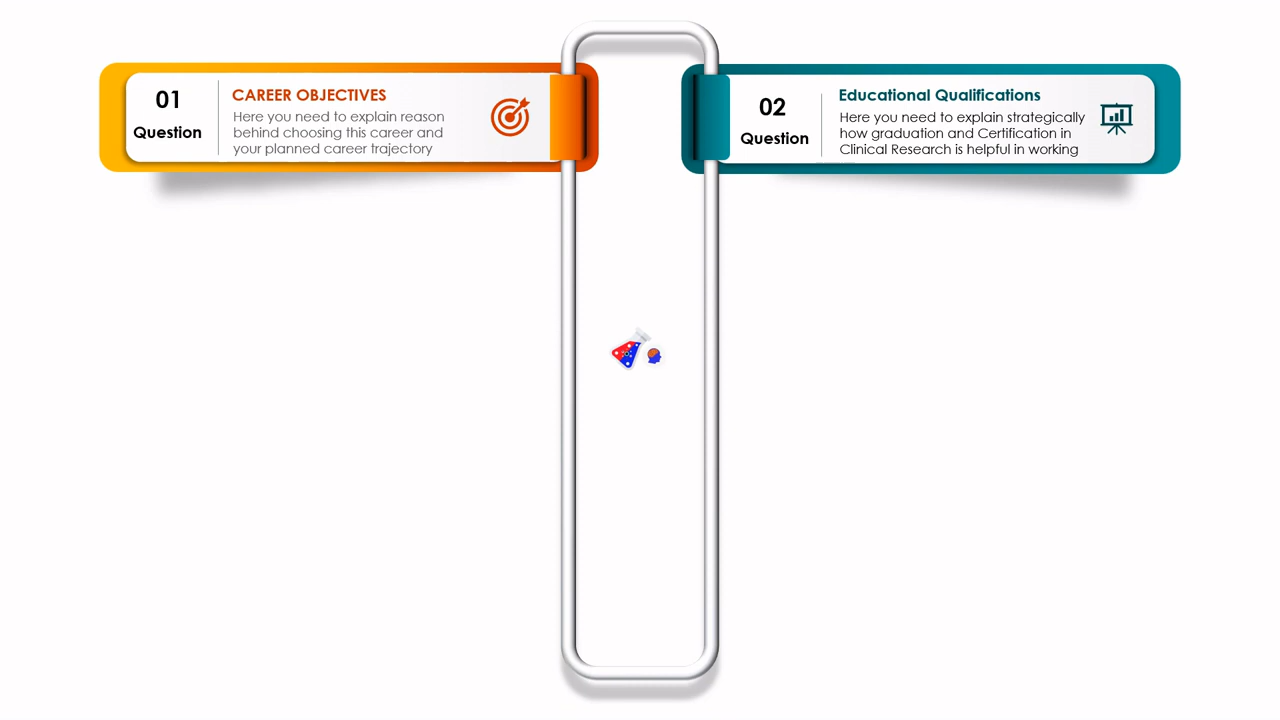 01
Question
CAREER OBJECTIVES
Here you need to explain reason
behind choosing this career and
your planned career trajectory
02
Question
Educational Qualifications
Here you need to explain strategically
how graduation and Certification in
Clinical Research is helpful in working